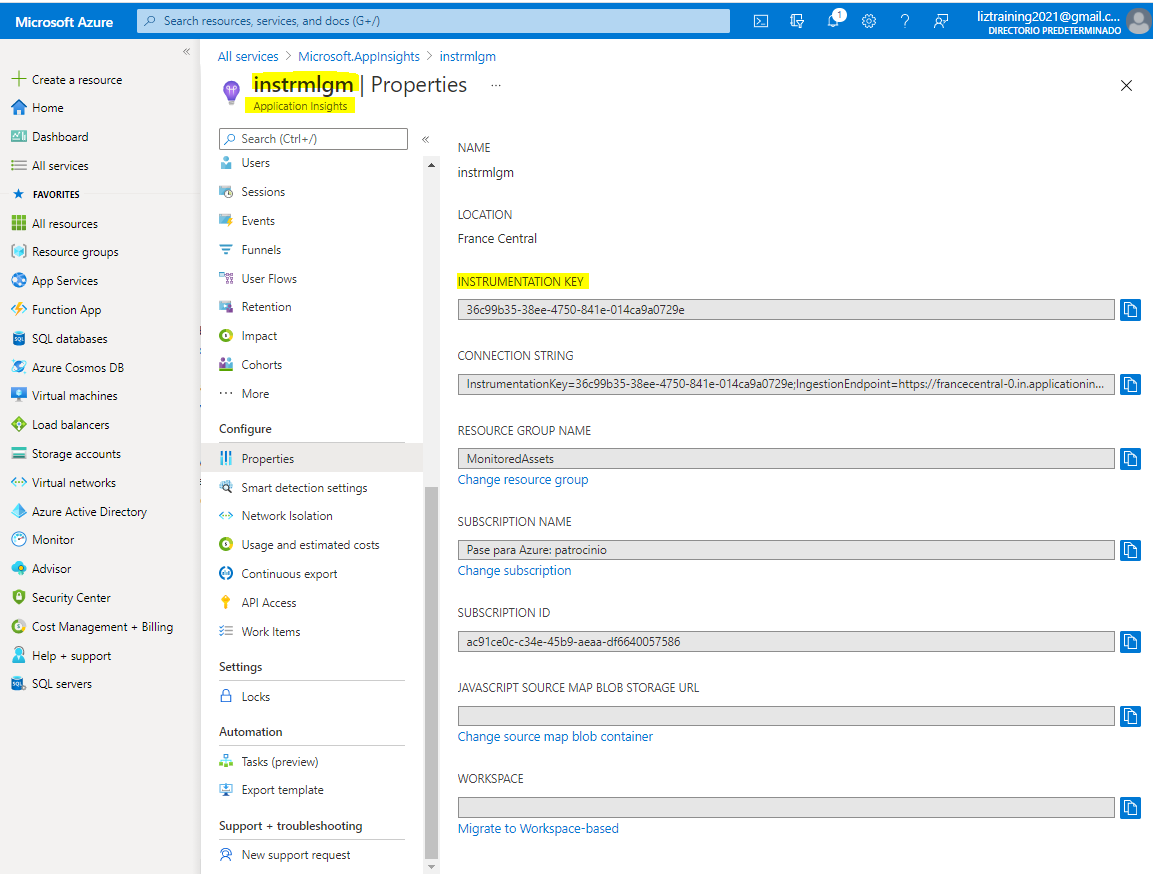 Microsoft Azure
Search resources, services, and docs (G+/)
1
liztraining2021@gmail.c...
DIRECTORIO PREDETERMINADO
«
Create a resource
Home
Dashboard
All services
FAVORITES
All resources
Resource groups
App Services
Function App
SQL databases
Azure Cosmos DB
Virtual machines
Load balancers
Storage accounts
Virtual networks
Azure Active Directory
Monitor
Advisor
Security Center
Cost Management + Billing
Help + support
SQL servers
All services > Microsoft.AppInsights > instrmlgm
instrmlgm | Properties ...
Application Insights
Search (Ctrl+/)
«
Users
Sessions
Events
Funnels
User Flows
Retention
Impact
Cohorts
... More
Configure
Properties
Smart detection settings
Network Isolation
Usage and estimated costs
Continuous export
API Access
Work Items
Settings
Locks
Automation
Tasks (preview)
Export template
Support + troubleshooting
New support request
NAME
instrmlgm
LOCATION
France Central
INSTRUMENTATION KEY
36c99b35-38ee-4750-841e-014ca9a0729e
CONNECTION STRING
InstrumentationKey=36c99b35-38ee-4750-841e-014ca9a0729e;IngestionEndpoint=https://francecentral-0.in.applicationin...
RESOURCE GROUP NAME
MonitoredAssets
Change resource group
SUBSCRIPTION NAME
Pase para Azure: patrocinio
Change subscription
SUBSCRIPTION ID
ac91ce0c-c34e-45b9-aeaa-df6640057586
JAVASCRIPT SOURCE MAP BLOB STORAGE URL
Change source map blob container
WORKSPACE
Migrate to Workspace-based